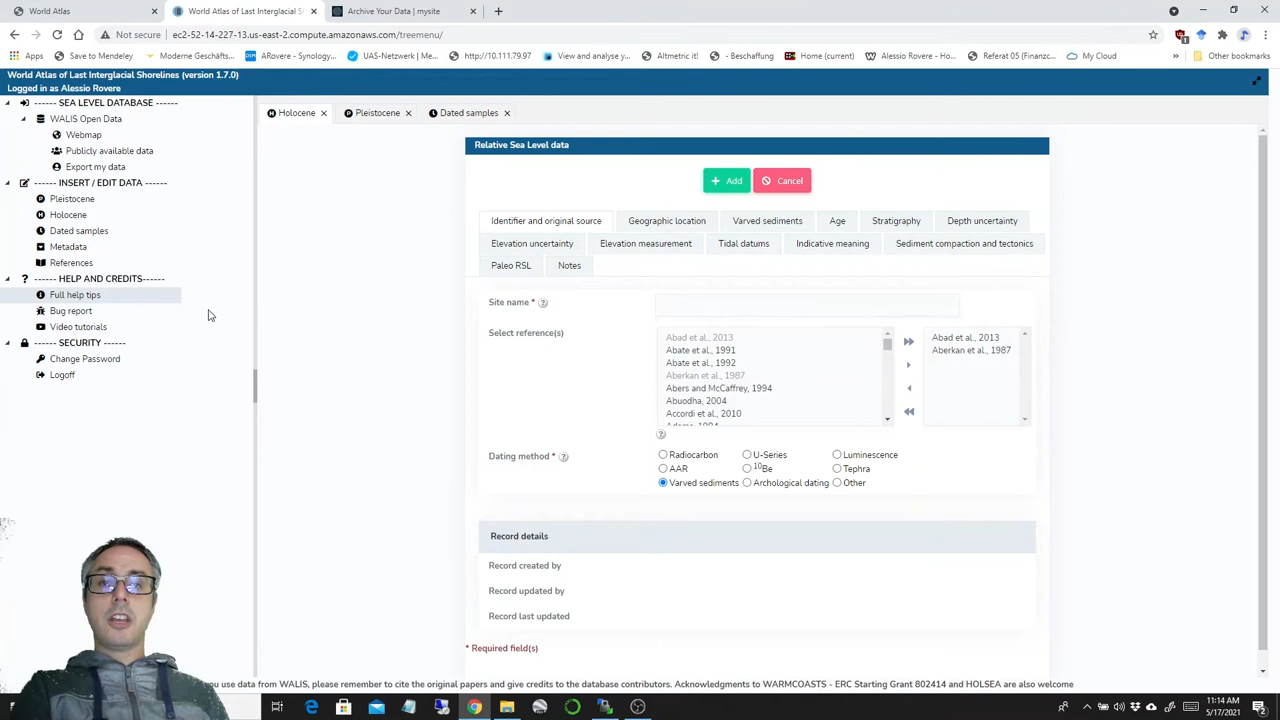 World Atlas
World Atlas of Last Interglacial Sh
Archive Your Data | mysite
Not secure | ec2-52-14-227-13.us-east-2.compute.amazonaws.com/treemenu/
Apps
Save to Mendeley
Moderne Geschäfts...
ARovere - Synology...
UAS-Netzwerk | Me...
http://10.111.79.97
View and analyse y...
Altmetric it!
- Beschaffung
Home (current)
Alessio Rovere - Ho...
Referat 05 (Finanzc...
My Cloud
»
Other bookmarks
World Atlas of Last Interglacial Shorelines (version 1.7.0)
Logged in as Alessio Rovere
------ SEA LEVEL DATABASE ------
WALIS Open Data
Webmap
Publicly available data
Export my data
------ INSERT / EDIT DATA ------
Pleistocene
Holocene
Dated samples
Metadata
References
------ HELP AND CREDITS------
Full help tips
Bug report
Video tutorials
------ SECURITY ------
Change Password
Logoff
Holocene
Pleistocene
Dated samples
Relative Sea Level data
+ Add
Cancel
Identifier and original source
Geographic location
Varved sediments
Age
Stratigraphy
Depth uncertainty
Elevation uncertainty
Elevation measurement
Tidal datums
Indicative meaning
Sediment compaction and tectonics
Paleo RSL
Notes
Site name *
Select reference(s)
Abad et al., 2013
Abate et al., 1991
Abate et al., 1992
Aberkan et al., 1987
Abers and McCaffrey, 1994
Abuodha, 2004
Accordi et al., 2010
Adams, 1994
Abad et al., 2013
Aberkan et al., 1987
Dating method *
Radiocarbon
U-Series
Luminescence
AAR
10Be
Tephra
Varved sediments
Archological dating
Other
Record details
Record created by
Record updated by
Record last updated
* Required field(s)
you use data from WALIS, please remember to cite the original papers and give credits to the database contributors. Acknowledgments to WARMCOASTS - ERC Starting Grant 802414 and HOLSEA are also welcome
11:14 AM
5/17/2021